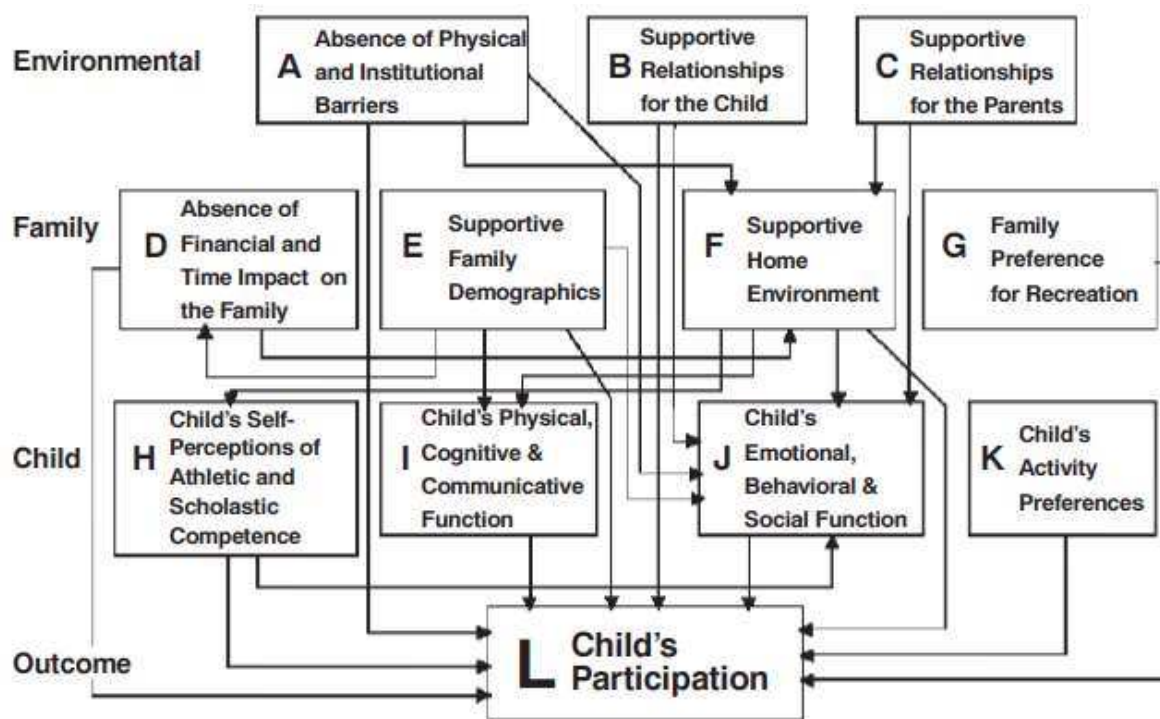 Environmental
A
Absence of Physical
and Institutional
Barriers
B
Supportive
Relationships
for the Child
C
Supportive
Relationships
for the Parents
Family
D
Absence of
Financial and
Time Impact on
the Family
E
Supportive
Family
Demographics
F
Supportive
Home
Environment
G
Family
Preference
for Recreation
Child
H
Child's Self-
Perceptions of
Athletic and
Scholastic
Competence
I
Child's Physical,
Cognitive &
Communicative
Function
J
Child's
Emotional,
Behavioral &
Social Function
K
Child's
Activity
Preferences
Outcome
L
Child's
Participation